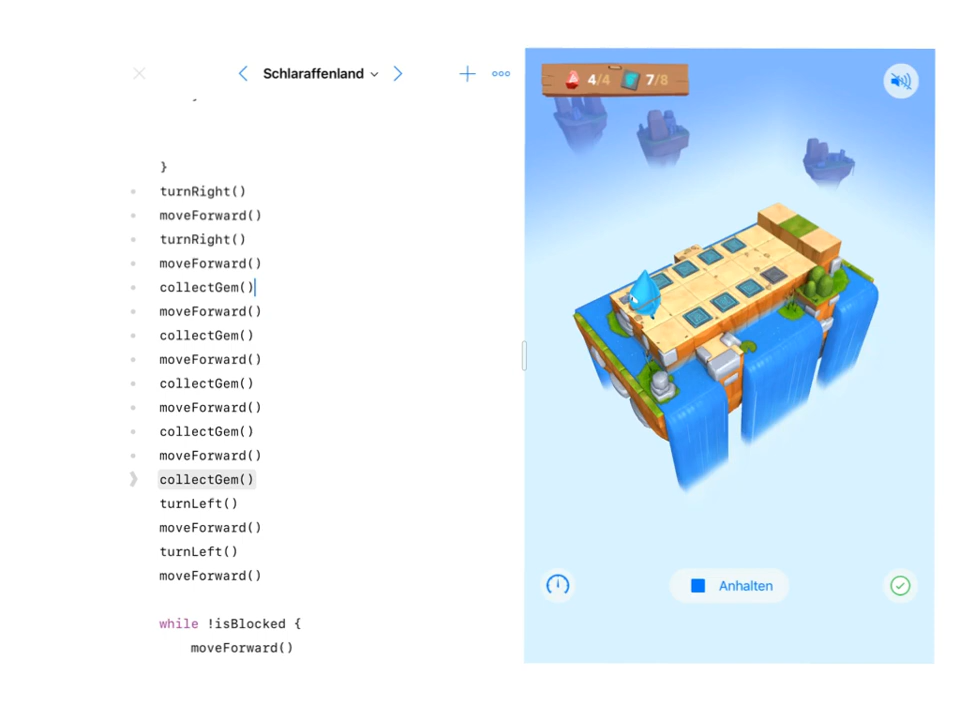 Schlaraffenland
}
turnRight()
moveForward()
turnRight()
moveForward()
collectGem()
moveForward()
collectGem()
moveForward()
collectGem()
moveForward()
collectGem()
moveForward()
collectGem()
turnLeft()
moveForward()
turnLeft()
moveForward()
while !isBlocked {
moveForward()
4/4 7/8
Anhalten